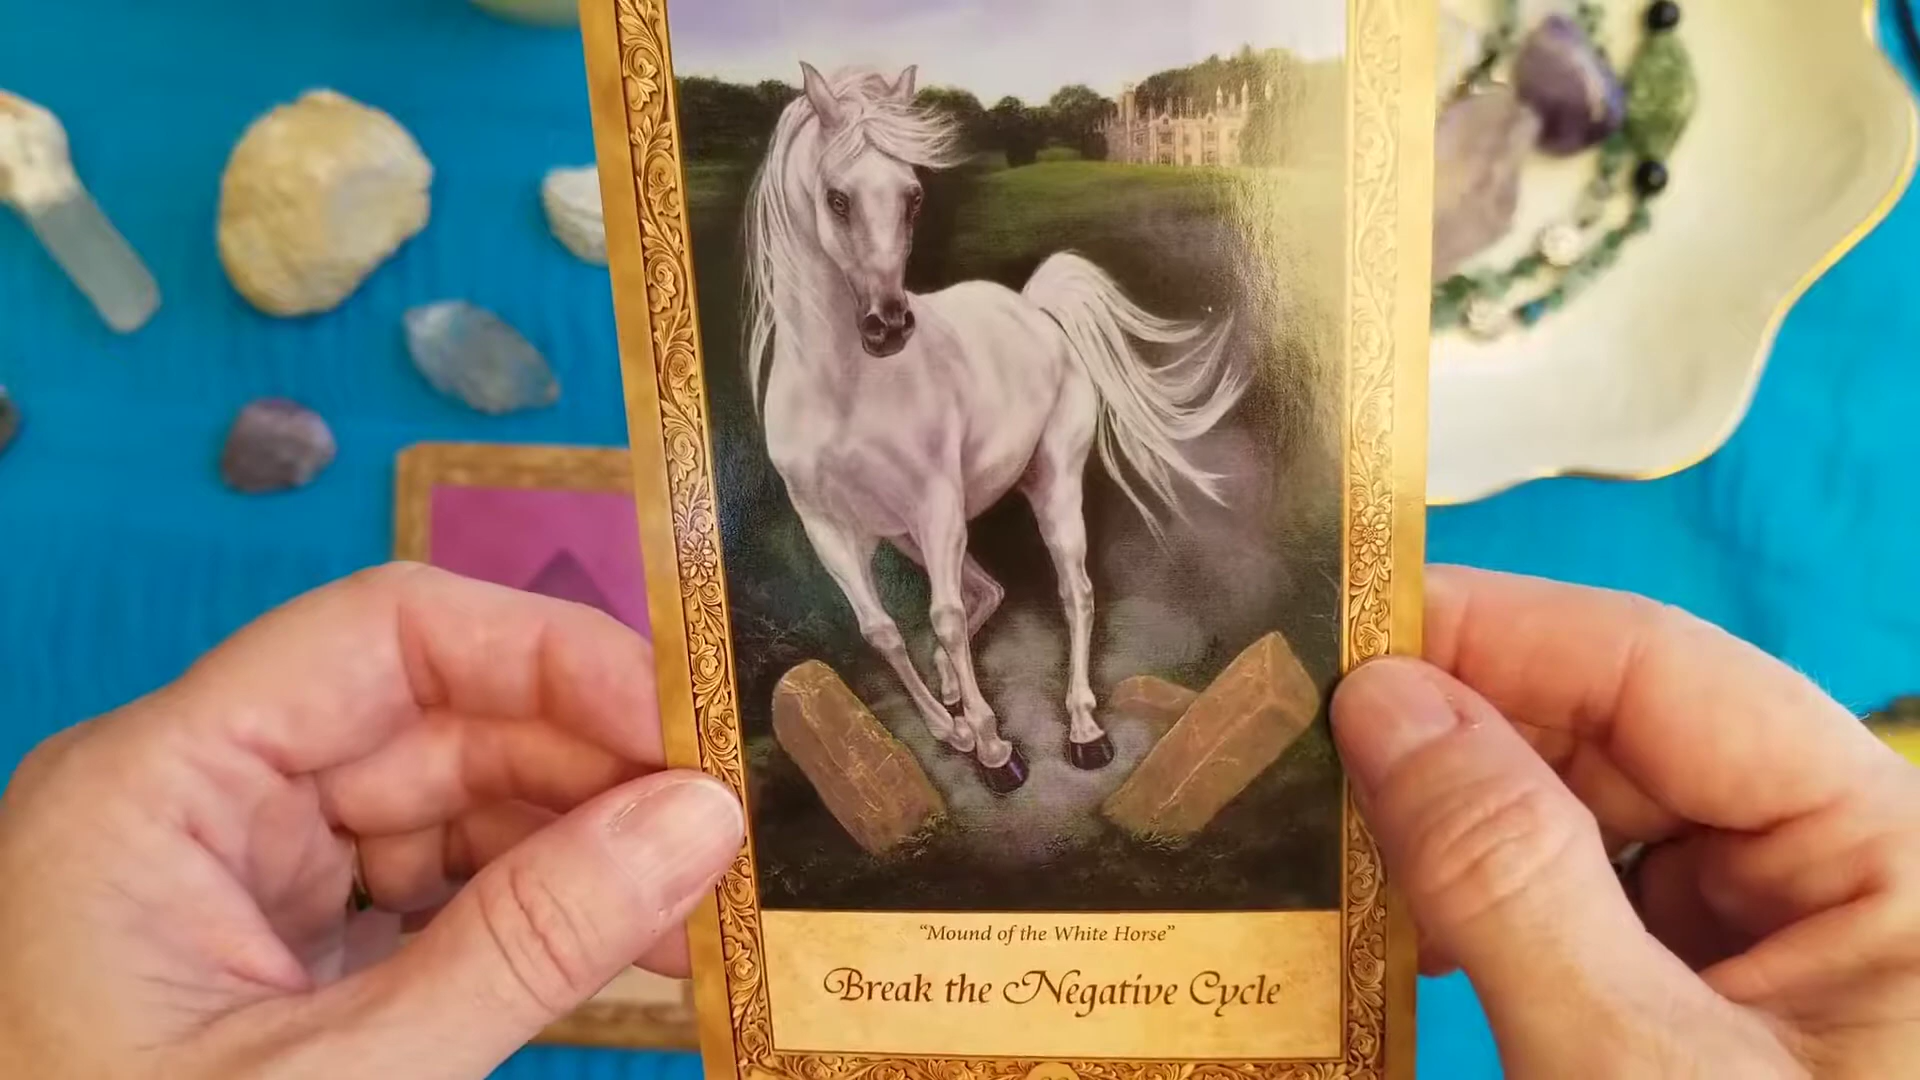 “Mound of the White Horse”
Break the Negative Cycle